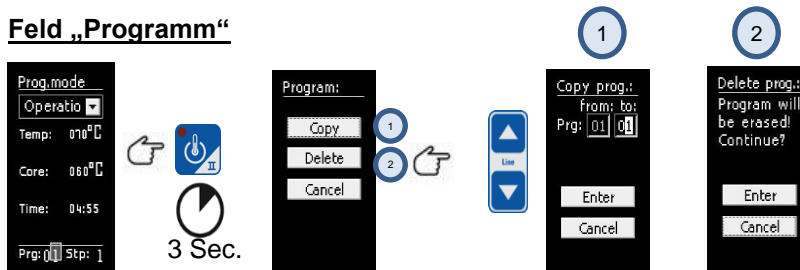 Feld „Programm“
1
2
Prog.mode
Operatio
Temp: 070°C
Core: 060°C
Time: 04:55
Prg:01 Stp: 1
II
3 Sec.
Program:
Copy
1
Delete
2
Cancel
Line
Copy prog.:
from: to:
Prg: 01 01
Enter
Cancel
Delete prog.:
Program will
be erased!
Continue?
Enter
Cancel